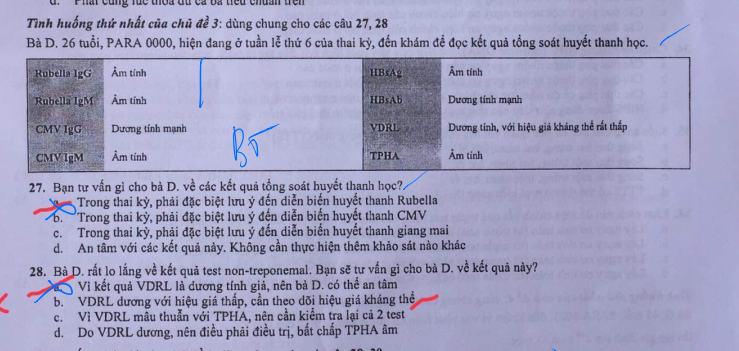 d. Phải cùng lúc thỏa đủ cả ba tiêu chuẩn trên
Tình huống thứ nhất của chủ đề 3: dùng chung cho các câu 27, 28
Bà D. 26 tuổi, PARA 0000, hiện đang ở tuần lễ thứ 6 của thai kỳ, đến khám để đọc kết quả tổng soát huyết thanh học.
Rubella IgG Âm tính HBsAg Âm tính
Rubella IgM Âm tính HBsAb Dương tính mạnh
CMV IgG Dương tính mạnh VDRL Dương tính, với hiệu giá kháng thể rất thấp
CMV IgM Âm tính TPHA Âm tính
27. Bạn tư vấn gì cho bà D. về các kết quả tổng soát huyết thanh học?
a. Trong thai kỳ, phải đặc biệt lưu ý đến diễn biến huyết thanh Rubella
b. Trong thai kỳ, phải đặc biệt lưu ý đến diễn biến huyết thanh CMV
c. Trong thai kỳ, phải đặc biệt lưu ý đến diễn biến huyết thanh giang mai
d. An tâm với các kết quả này. Không cần thực hiện thêm khảo sát nào khác
28. Bà D. rất lo lắng về kết quả test non-treponemal. Bạn sẽ tư vấn gì cho bà D. về kết quả này?
a. Vì kết quả VDRL là dương tính giả, nên bà D. có thể an tâm
b. VDRL dương với hiệu giá thấp, cần theo dõi hiệu giá kháng thể
c. Vì VDRL mâu thuẫn với TPHA, nên cần kiểm tra lại cả 2 test
d. Do VDRL dương, nên điều phải điều trị, bất chấp TPHA âm